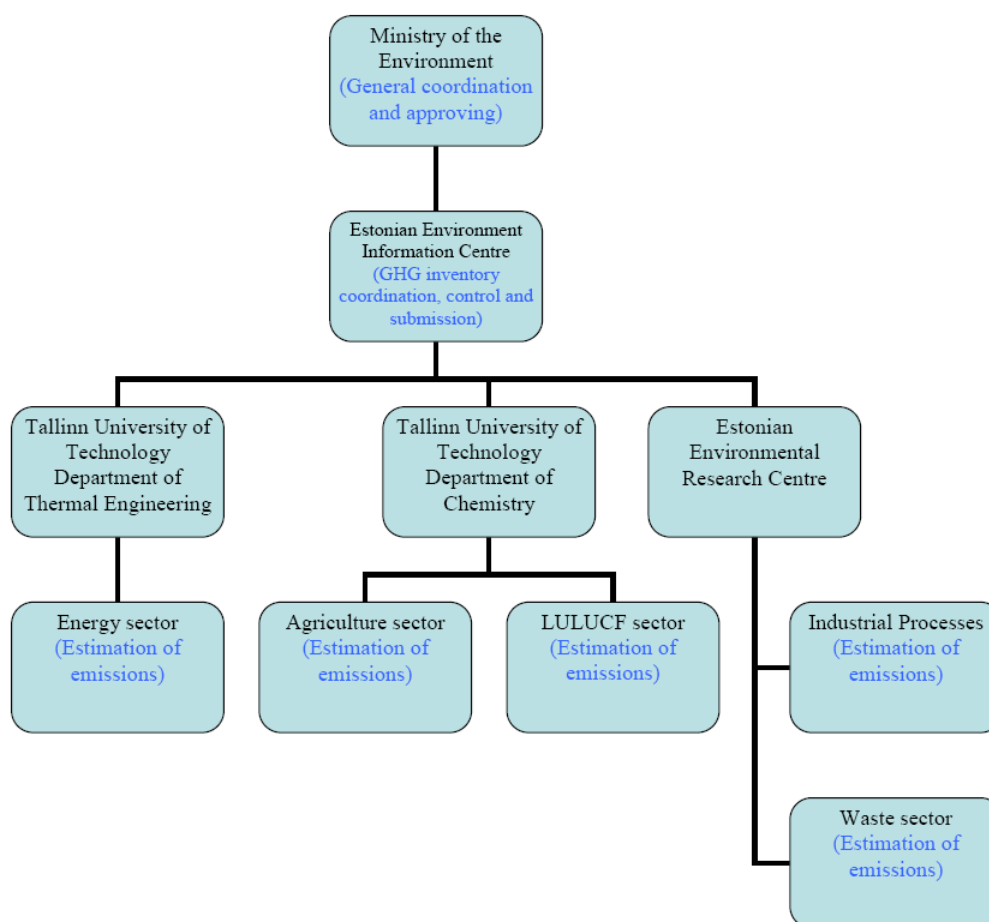 Ministry of the
Environment
(General coordination
and approving)
Estonian Environment
Information Centre
(GHG inventory
coordination, control and
submission)
Tallinn University of
Technology
Department of
Thermal Engineering
Tallinn University of
Technology
Department of
Chemistry
Estonian
Environmental
Research Centre
Energy sector
(Estimation of
emissions)
Agriculture sector
(Estimation of
emissions)
LULUCF sector
(Estimation of
emissions)
Industrial Processes
(Estimation of
emissions)
Waste sector
(Estimation of
emissions)